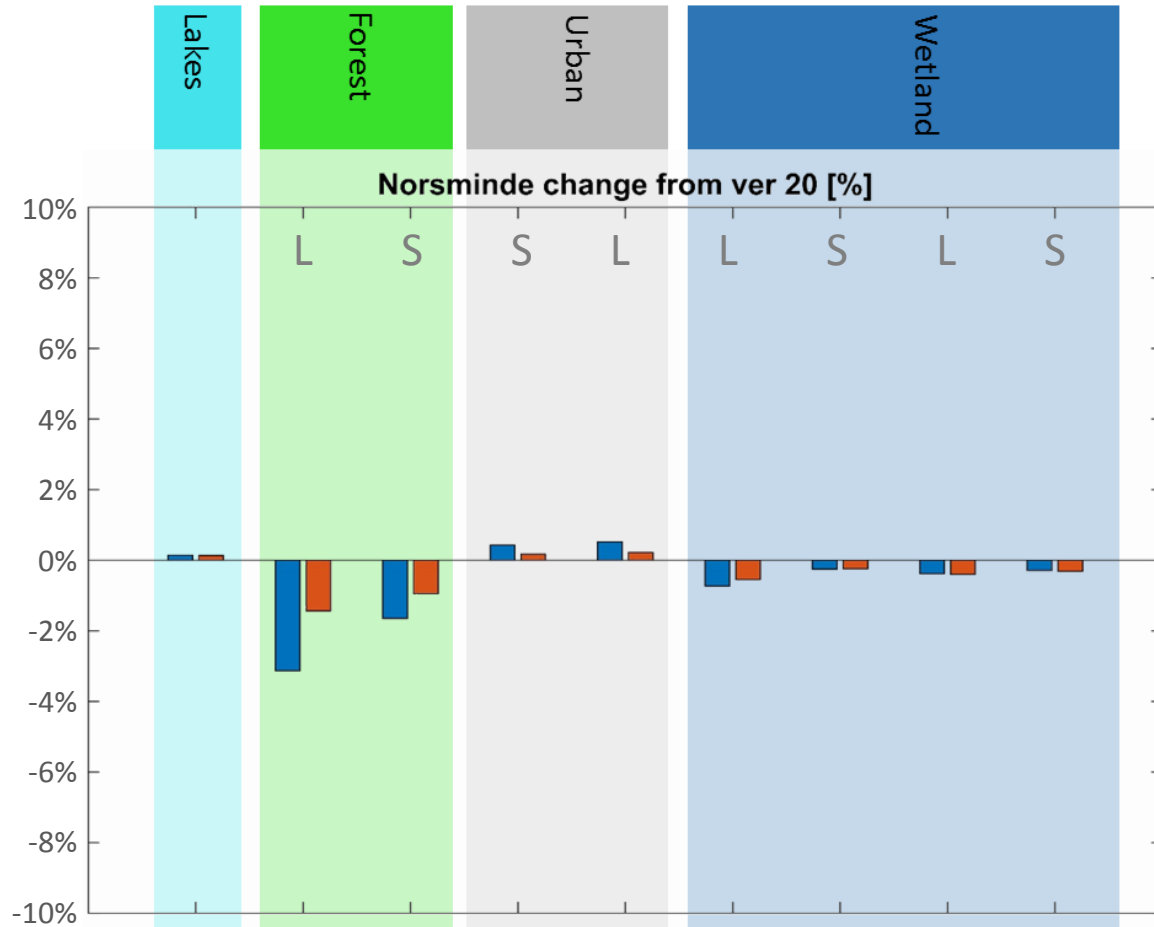 Lakes
Forest
Urban
Wetland
Norsminde change from ver 20 [%]
L S S L L S L S
10%
8%
6%
4%
2%
0%
-2%
-4%
-6%
-8%
-10%